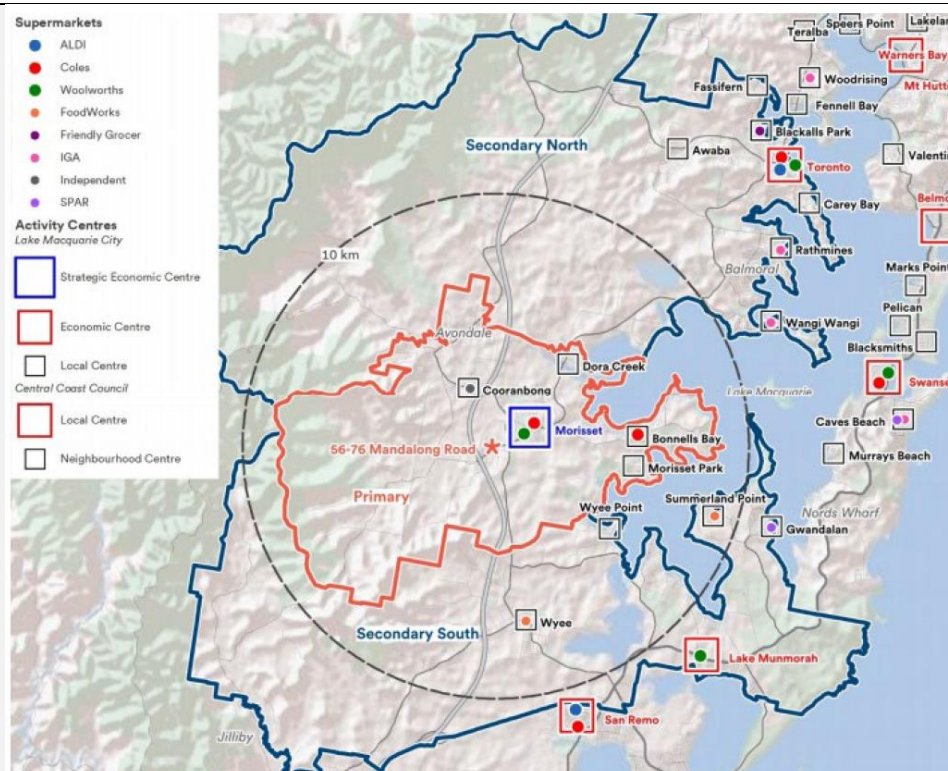 Supermarkets
ALDI
Coles
Woolworths
FoodWorks
Friendly Grocer
IGA
Independent
SPAR
Activity Centres
Lake Macquarie City
Strategic Economic Centre
Economic Centre
Local Centre
Central Coast Council
Local Centre
Neighbourhood Centre
Speers Point
Lakelan
Teralba
Warners Bay
Woodrising
Mt Hutt
Fassifern
Fennell Bay
Blackalls Park
Secondary North
Awaba
Valentin
Toronto
Carey Bay
Belmo
10 km
Rathmines
Balmoral
Marks Point
Pelican
Wangi Wangi
Avondale
Blacksmiths
Dora Creek
Cooranbong
Lake Macquarie
Swanse
Caves Beach
Morisset
Bonnells Bay
56-76 Mandalong Road
Murrays Beach
Morisset Park
Primary
Summerland Point
Wyee Point
Nords Wharf
Gwandalan
Wyee
Secondary South
Lake Munmorah
San Remo
Jilliby